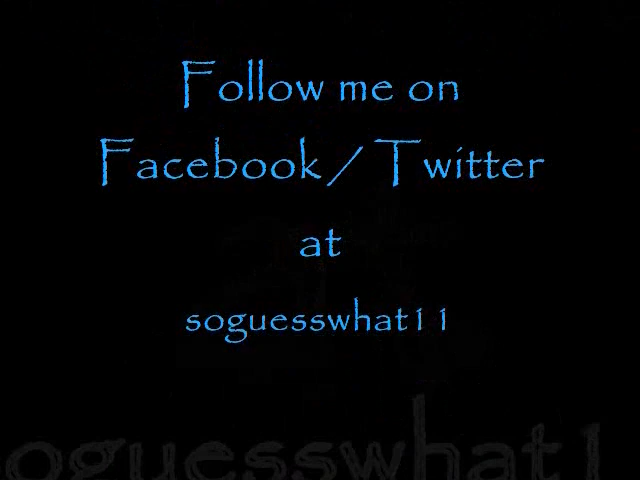 Follow me on
Facebook / Twitter
at
soguesswhat11
oguesswhat1